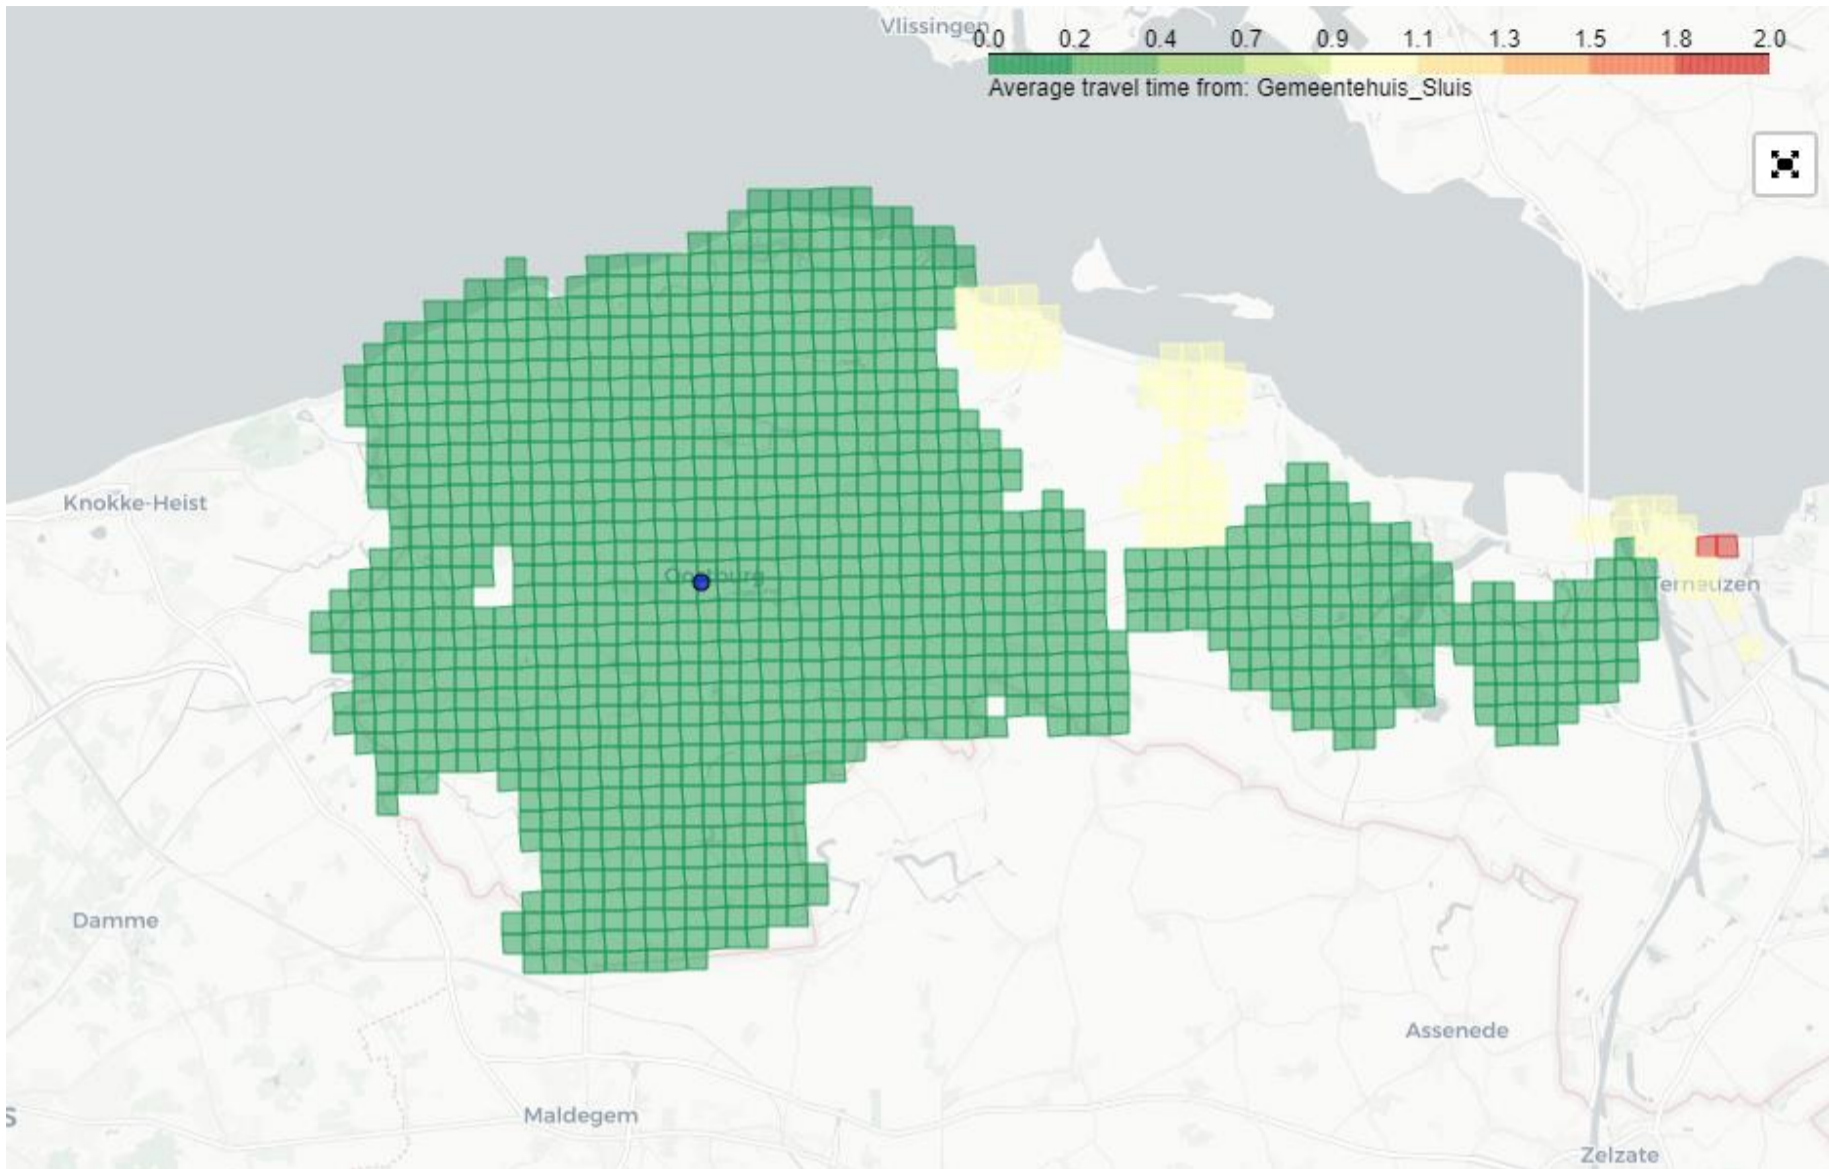 Vlissingen
0.0 0.2 0.4 0.7 0.9 1.1 1.3 1.5 1.8 2.0
Average travel time from: Gemeentehuis_Sluis
Knokke-Heist
Terneuzen
Damme
Assenede
Maldegem
Zelzate